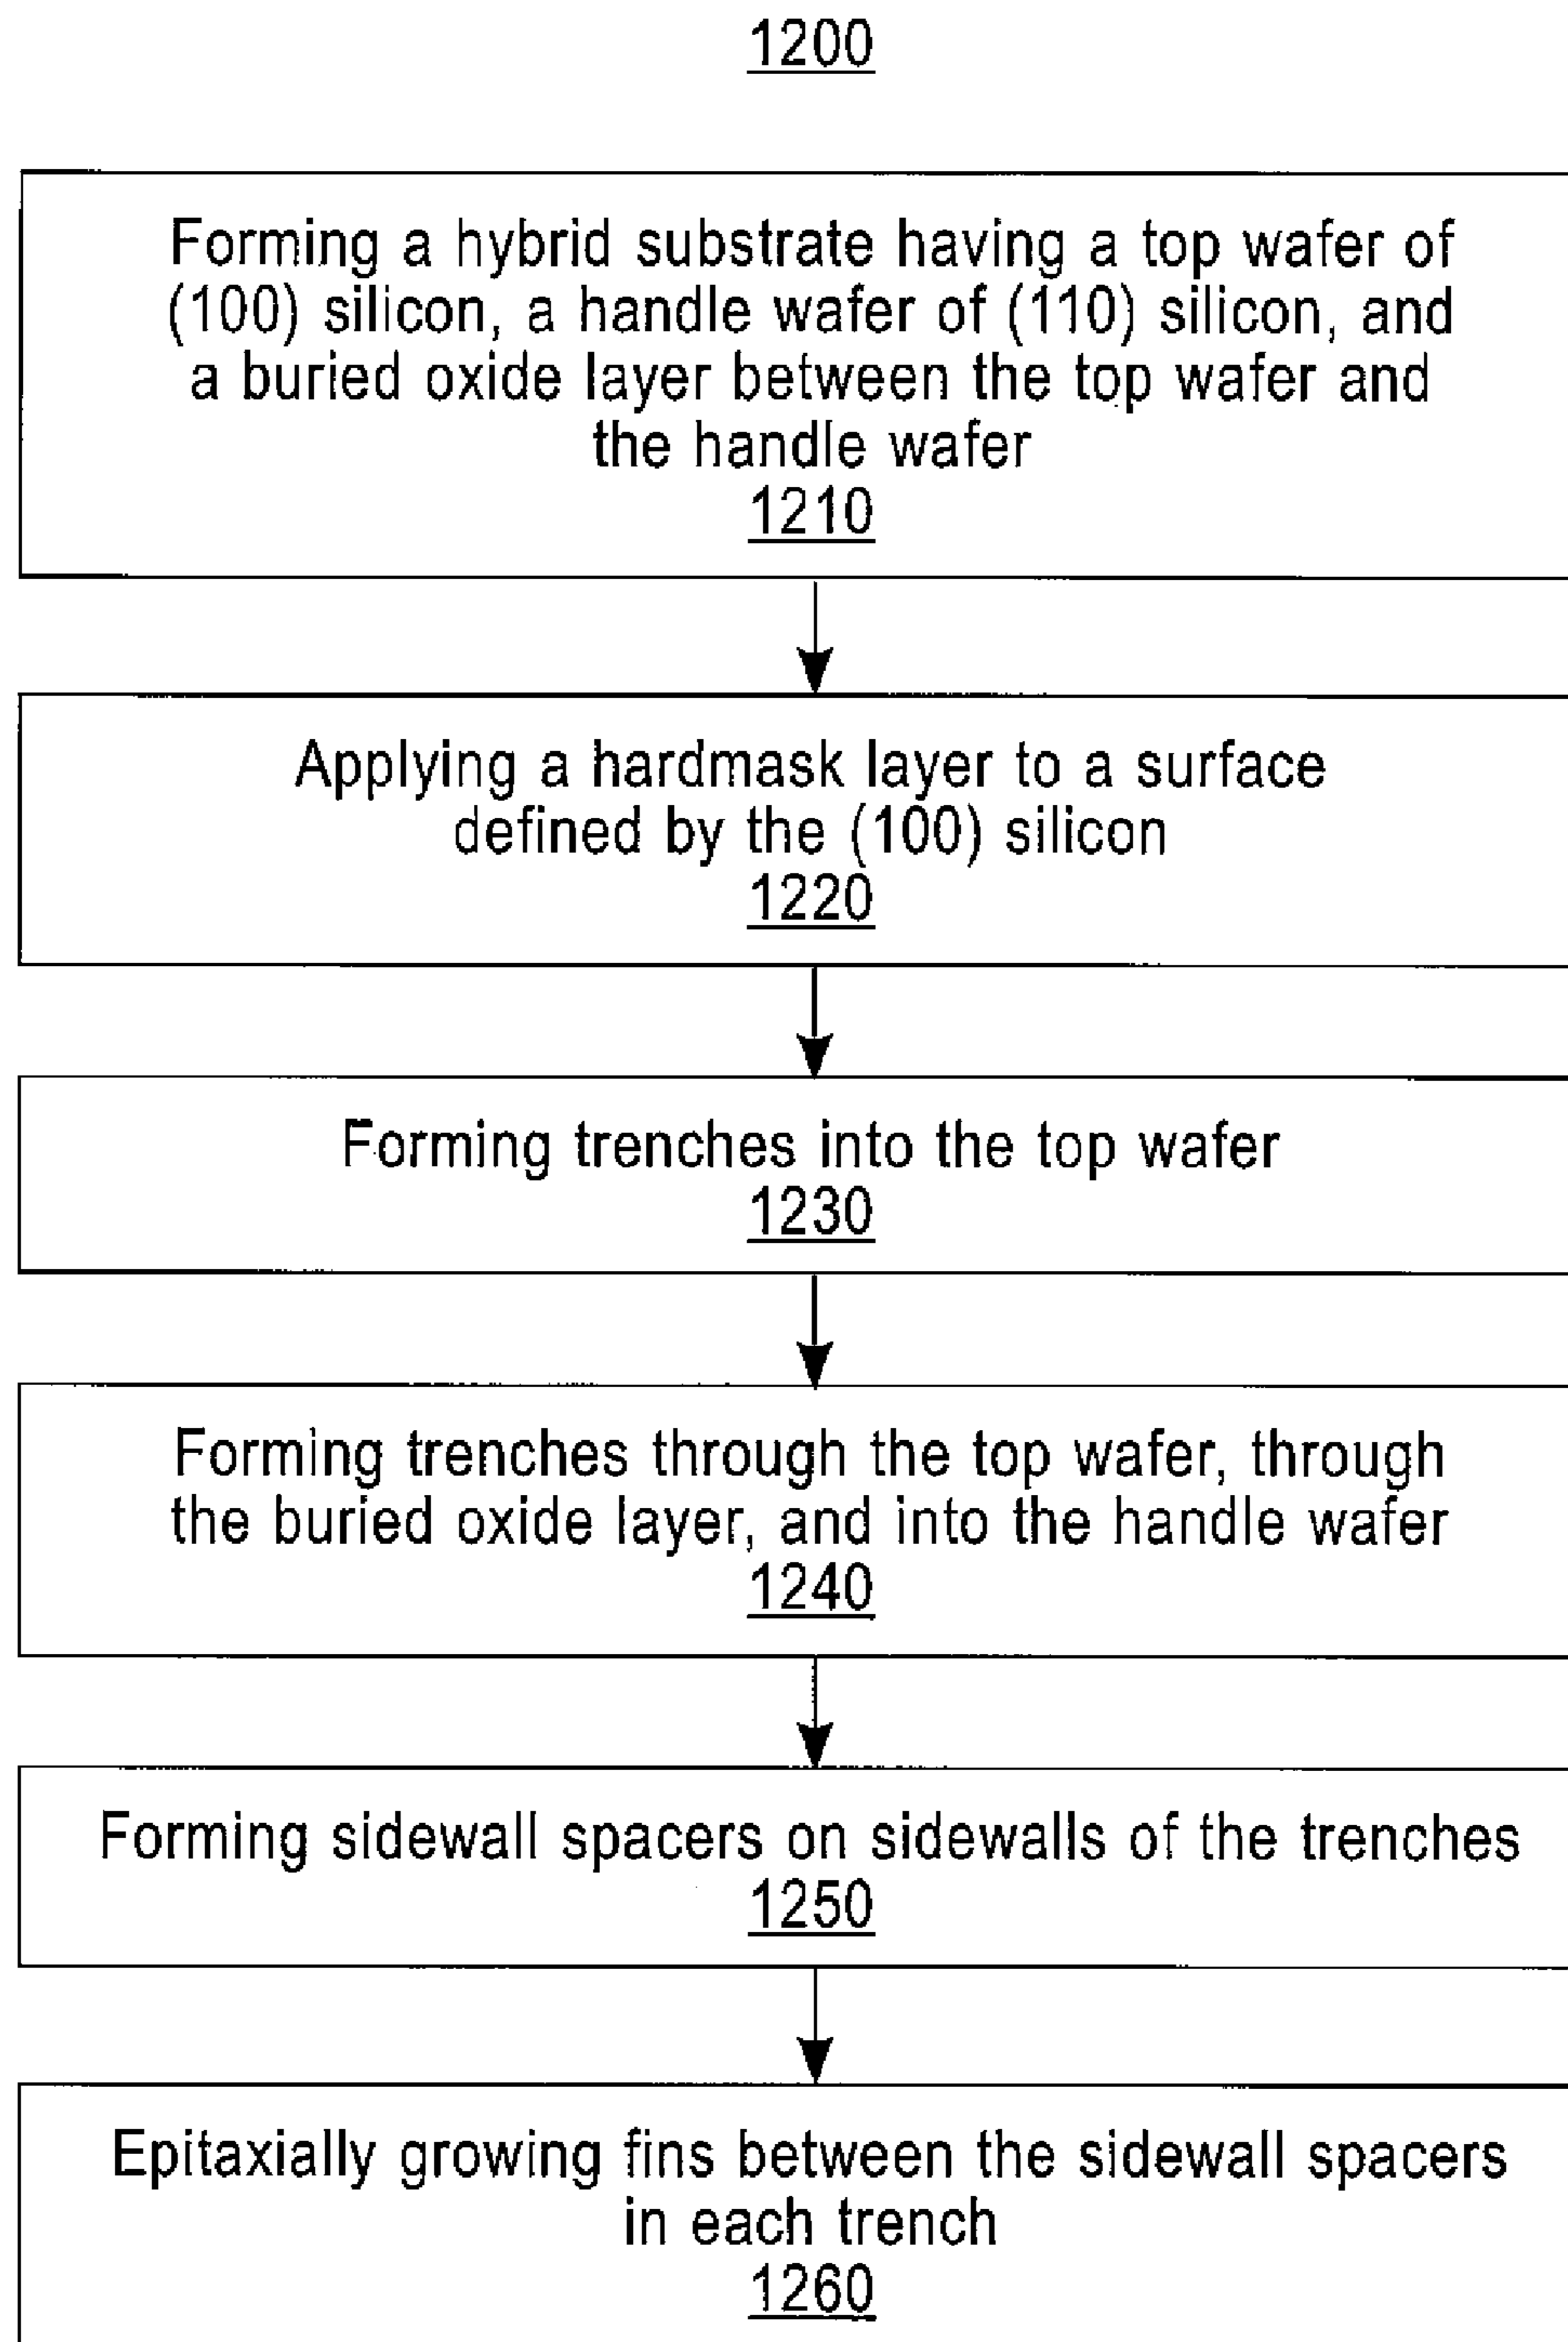 1200
Forming a hybrid substrate having a top wafer of
(100) silicon, a handle wafer of (110) silicon, and
a buried oxide layer between the top wafer and
the handle wafer
1210
Applying a hardmask layer to a surface
defined by the (100) silicon
1220
Forming trenches into the top wafer
1230
Forming trenches through the top wafer, through
the buried oxide layer, and into the handle wafer
1240
Forming sidewall spacers on sidewalls of the trenches
1250
Epitaxially growing fins between the sidewall spacers
in each trench
1260